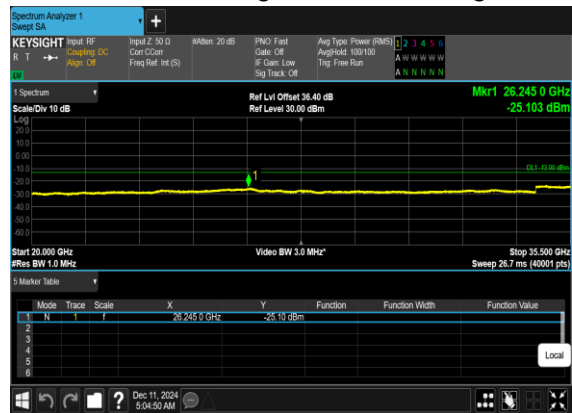 Spectrum Analyzer 1
Swept SA
+
KEYSIGHT Input: RF Input Z: 50 Ω #Atten: 20 dB PNO: Fast Avg Type: Power (RMS) 1 2 3 4 5 6
R T Coupling: DC Corr CCorr Gate: Off Avg|Hold: 100/100 A W W W W W
Align: Off Freq Ref: Int (S) IF Gain: Low Trig: Free Run
Sig Track: Off A N N N N N
LV
1 Spectrum Ref Lvl Offset 36.40 dB Mkr1 26.245 0 GHz
Scale/Div 10 dB Ref Level 30.00 dBm -25.103 dBm
Log
20.0
10.0
0.00
-10.0 DL1 -13.00 dBm
1
-20.0
-30.0
-40.0
-50.0
-60.0
Start 20.000 GHz Video BW 3.0 MHz* Stop 35.500 GHz
#Res BW 1.0 MHz Sweep 26.7 ms (40001 pts)
5 Marker Table
Mode Trace Scale X Y Function Function Width Function Value
1 N 1 f 26.245 0 GHz -25.10 dBm
2
3
4
5
6
Local
? Dec 11, 2024
5:04:50 AM